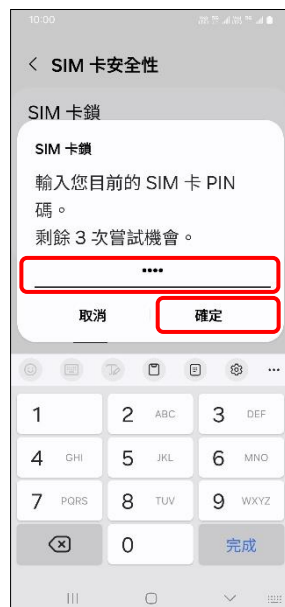 10:00
< SIM 卡安全性
SIM 卡鎖
SIM 卡鎖
輸入您目前的 SIM 卡 PIN
碼。
剩餘 3 次嘗試機會。
••••
取消 確定
1 2 ABC 3 DEF
4 GHI 5 JKL 6 MNO
7 PQRS 8 TUV 9 WXYZ
0 完成